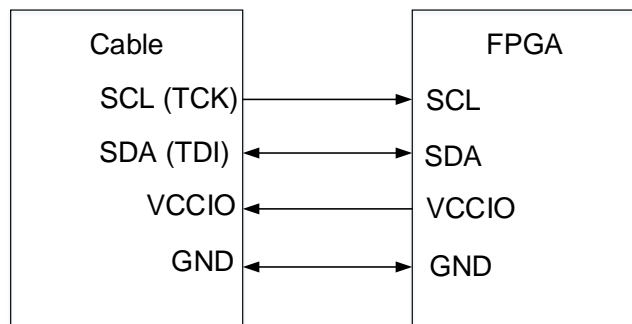 Cable
SCL (TCK)
SDA (TDI)
VCCIO
GND
FPGA
SCL
SDA
VCCIO
GND